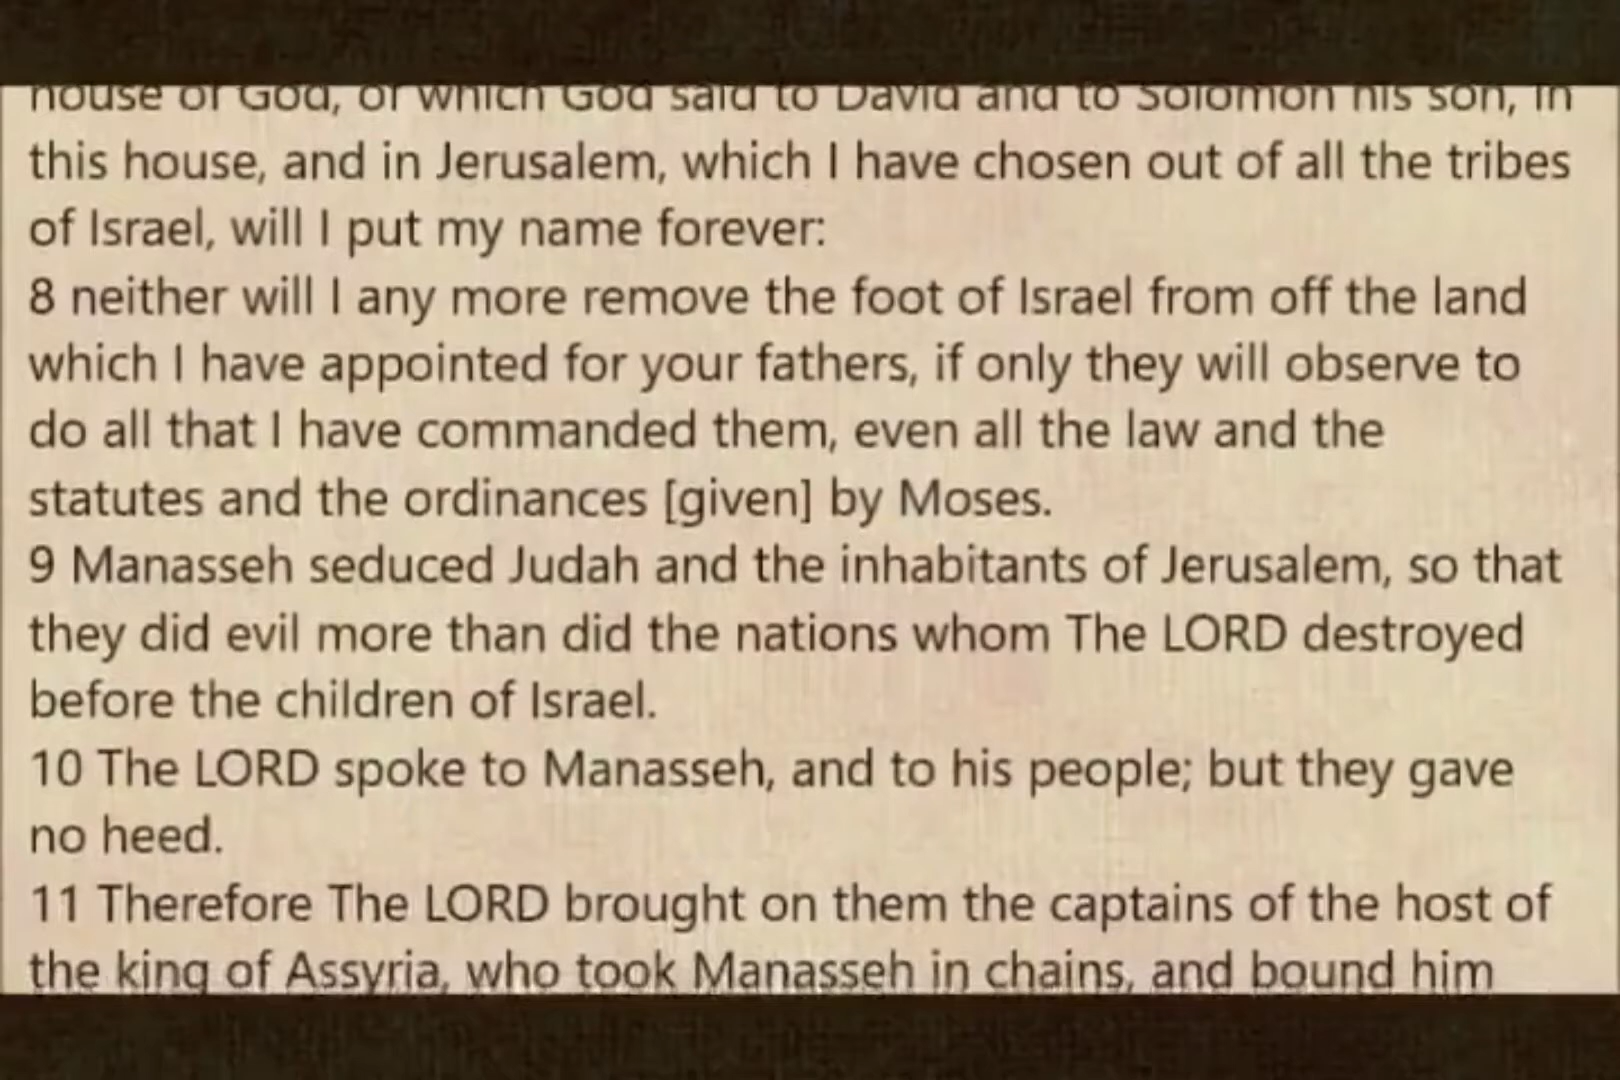 house of God, of which God said to David and to Solomon his son, In
this house, and in Jerusalem, which I have chosen out of all the tribes
of Israel, will I put my name forever:
8 neither will I any more remove the foot of Israel from off the land
which I have appointed for your fathers, if only they will observe to
do all that I have commanded them, even all the law and the
statutes and the ordinances [given] by Moses.
9 Manasseh seduced Judah and the inhabitants of Jerusalem, so that
they did evil more than did the nations whom The LORD destroyed
before the children of Israel.
10 The LORD spoke to Manasseh, and to his people; but they gave
no heed.
11 Therefore The LORD brought on them the captains of the host of
the king of Assyria, who took Manasseh in chains, and bound him